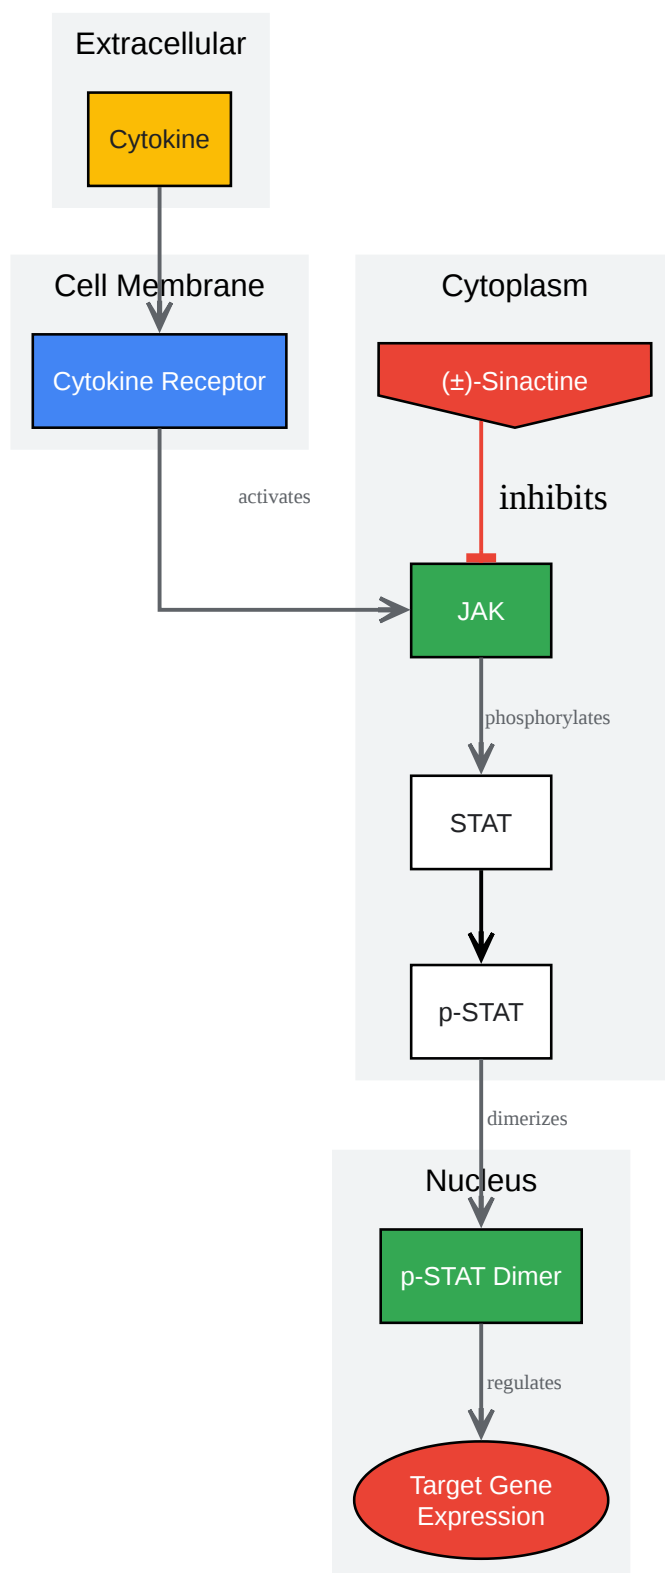 Extracellular
Cytokine
Cell Membrane
Cytokine Receptor
Cytoplasm
(±)-Sinactine
activates
inhibits
JAK
phosphorylates
STAT
p-STAT
dimerizes
Nucleus
p-STAT Dimer
regulates
Target Gene
Expression